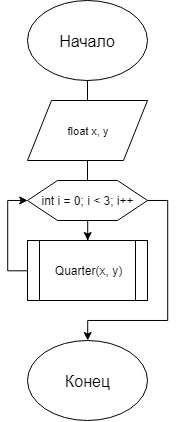 Начало
float x, y
int i = 0; i < 3; i++
Quarter(x, y)
Конец